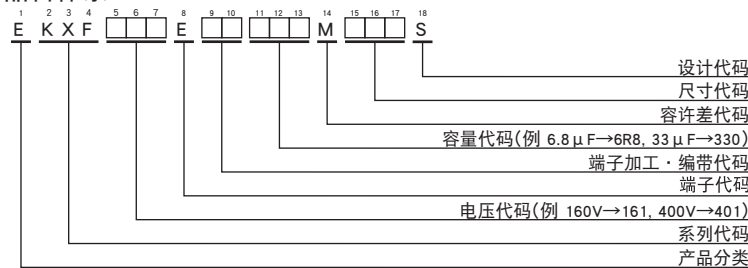 1 2 3 4 5 6 7 8 9 10 11 12 13 14 15 16 17 18
E K X F E M S
设计代码
尺寸代码
容许差代码
容量代码(例 6.8μF→6R8, 33μF→330)
端子加工・编带代码
端子代码
电压代码(例 160V→161, 400V→401)
系列代码
产品分类